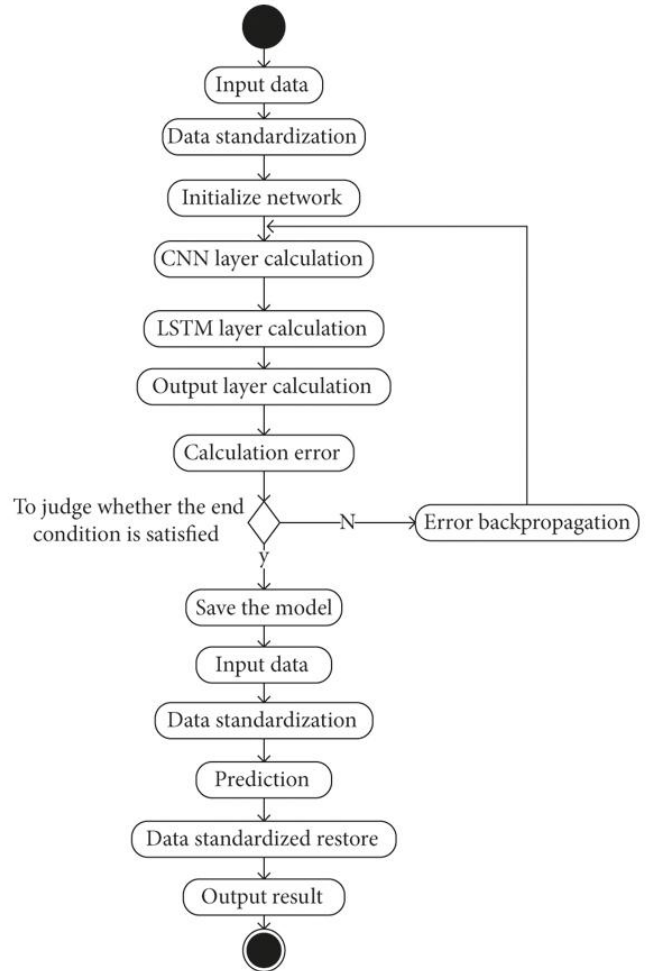 Input data
Data standardization
Initialize network
CNN layer calculation
LSTM layer calculation
Output layer calculation
Calculation error
To judge whether the end
condition is satisfied
N
Error backpropagation
y
Save the model
Input data
Data standardization
Prediction
Data standardized restore
Output result